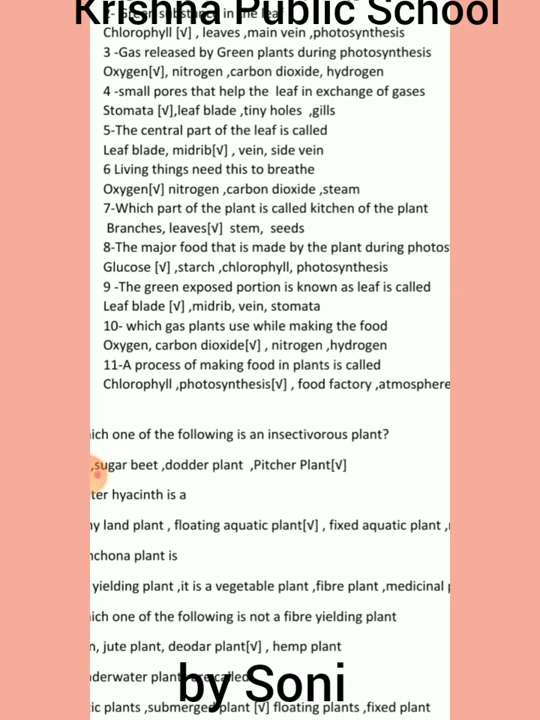 Krishna Public School
2- Green substance in the leaf
Chlorophyll [√] , leaves ,main vein ,photosynthesis
3 -Gas released by Green plants during photosynthesis
Oxygen[√], nitrogen ,carbon dioxide, hydrogen
4 -small pores that help the leaf in exchange of gases
Stomata [√],leaf blade ,tiny holes ,gills
5-The central part of the leaf is called
Leaf blade, midrib[√] , vein, side vein
6 Living things need this to breathe
Oxygen[√] nitrogen ,carbon dioxide ,steam
7-Which part of the plant is called kitchen of the plant
Branches, leaves[√] stem, seeds
8-The major food that is made by the plant during photos
Glucose [√] ,starch ,chlorophyll, photosynthesis
9 -The green exposed portion is known as leaf is called
Leaf blade [√] ,midrib, vein, stomata
10- which gas plants use while making the food
Oxygen, carbon dioxide[√] , nitrogen ,hydrogen
11-A process of making food in plants is called
Chlorophyll ,photosynthesis[√] , food factory ,atmosphere
ich one of the following is an insectivorous plant?
,sugar beet ,dodder plant ,Pitcher Plant[√]
ter hyacinth is a
ny land plant , floating aquatic plant[√] , fixed aquatic plant ,
nchona plant is
yielding plant ,it is a vegetable plant ,fibre plant ,medicinal
ich one of the following is not a fibre yielding plant
n, jute plant, deodar plant[√] , hemp plant
derwater plant are called
by Soni
ic plants ,submerged plant [√] floating plants ,fixed plant